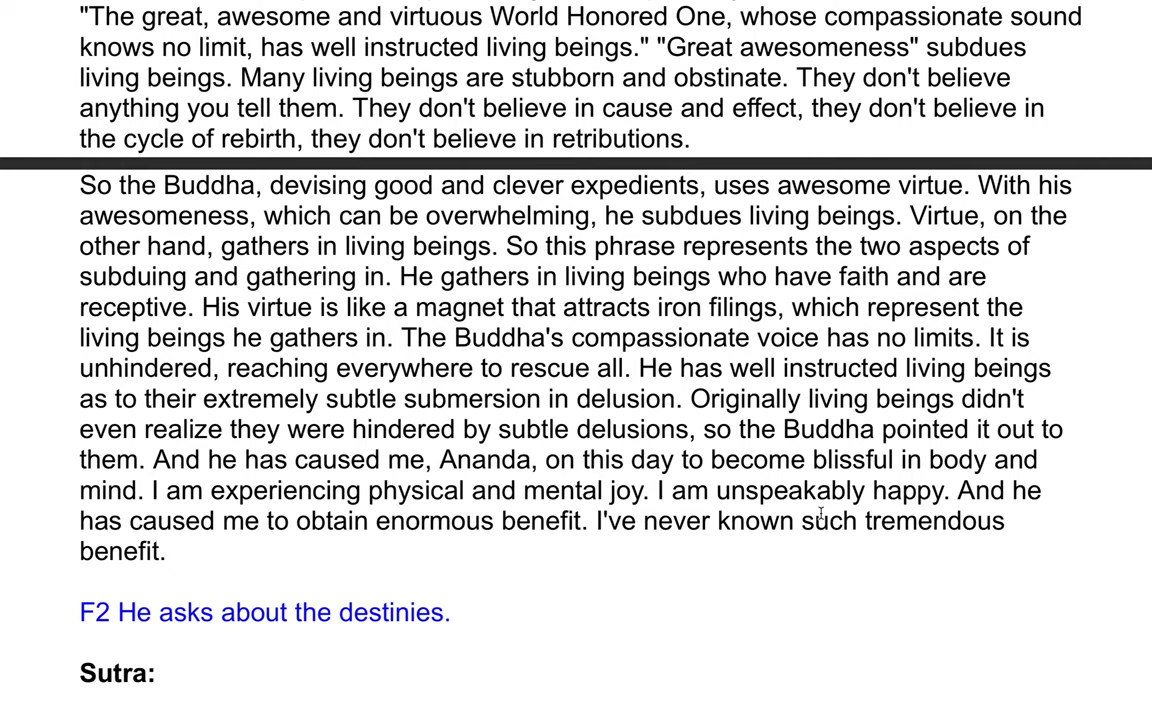 "The great, awesome and virtuous World Honored One, whose compassionate sound
knows no limit, has well instructed living beings." "Great awesomeness" subdues
living beings. Many living beings are stubborn and obstinate. They don't believe
anything you tell them. They don't believe in cause and effect, they don't believe in
the cycle of rebirth, they don't believe in retributions.
So the Buddha, devising good and clever expedients, uses awesome virtue. With his
awesomeness, which can be overwhelming, he subdues living beings. Virtue, on the
other hand, gathers in living beings. So this phrase represents the two aspects of
subduing and gathering in. He gathers in living beings who have faith and are
receptive. His virtue is like a magnet that attracts iron filings, which represent the
living beings he gathers in. The Buddha's compassionate voice has no limits. It is
unhindered, reaching everywhere to rescue all. He has well instructed living beings
as to their extremely subtle submersion in delusion. Originally living beings didn't
even realize they were hindered by subtle delusions, so the Buddha pointed it out to
them. And he has caused me, Ananda, on this day to become blissful in body and
mind. I am experiencing physical and mental joy. I am unspeakably happy. And he
has caused me to obtain enormous benefit. I've never known such tremendous
benefit.
F2 He asks about the destinies.
Sutra: